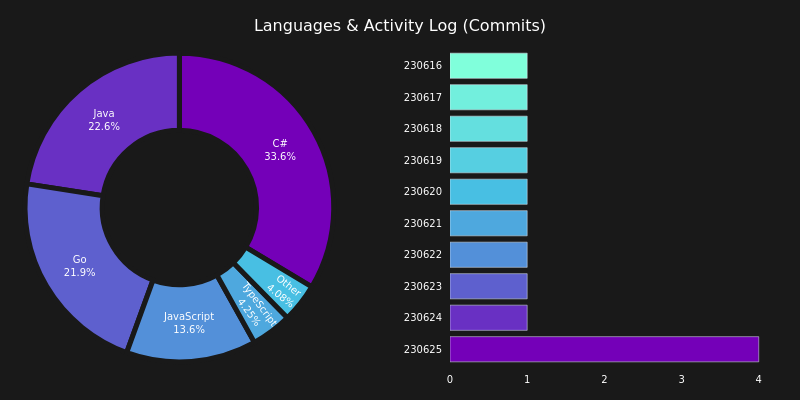 Languages & Activity Log (Commits)
C#
33.6%
Other
4.08%
TypeScript
4.25%
JavaScript
13.6%
Go
21.9%
Java
22.6%
230616
230617
230618
230619
230620
230621
230622
230623
230624
230625
0 1 2 3 4